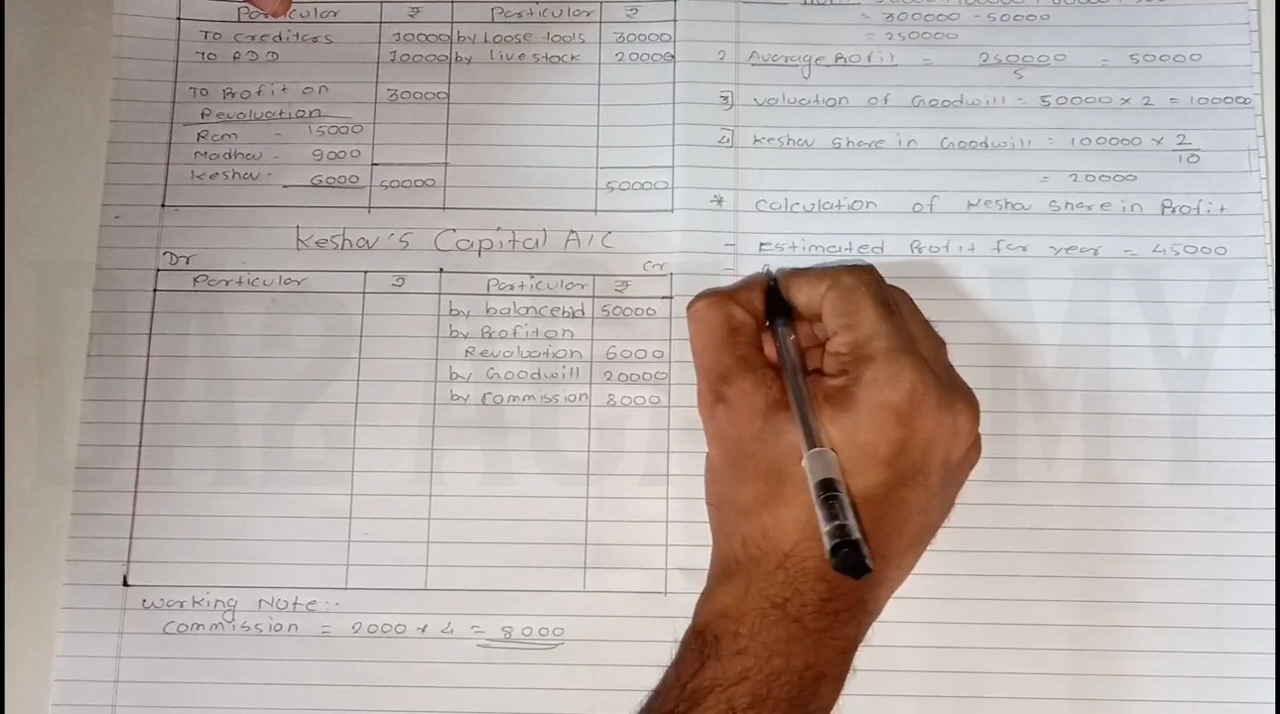 Particular ₹ Particular ₹
To Creditors 10000 by Loose tools 30000
To RDD 10000 by livestock 20000
To Profit on 30000
Revaluation
Ram - 15000
Madhav - 9000
Keshav - 6000 50000 50000
Keshav's Capital A/C
Dr Cr
Particular ₹ Particular ₹
by balance b/d 50000
by Profit on
Revaluation 6000
by Goodwill 20000
by Commission 8000
Working Note:-
Commission = 2000 × 4 = 8000
= 300000 - 50000
= 250000
2 Average Profit = 250000 / 5 = 50000
3] Valuation of Goodwill = 50000 × 2 = 100000
4] Keshav Share in Goodwill = 100000 × 2/10
= 20000
* Calculation of Keshav Share in Profit
- Estimated Profit for year = 45000
-